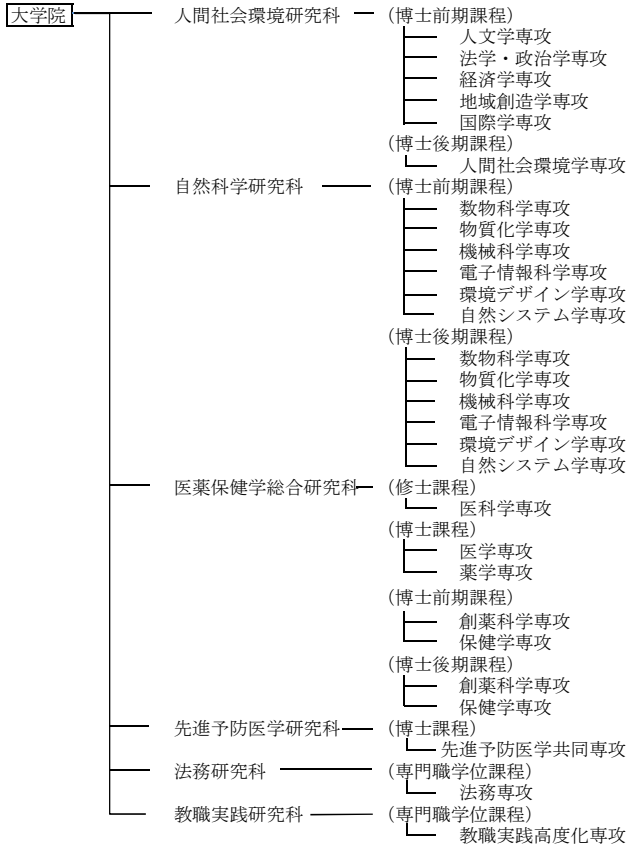 大学院 人間社会環境研究科 (博士前期課程)
人文学専攻
法学・政治学専攻
経済学専攻
地域創造学専攻
国際学専攻
(博士後期課程)
人間社会環境学専攻
自然科学研究科 (博士前期課程)
数物科学専攻
物質化学専攻
機械科学専攻
電子情報科学専攻
環境デザイン学専攻
自然システム学専攻
(博士後期課程)
数物科学専攻
物質化学専攻
機械科学専攻
電子情報科学専攻
環境デザイン学専攻
自然システム学専攻
医薬保健学総合研究科 (修士課程)
医科学専攻
(博士課程)
医学専攻
薬学専攻
(博士前期課程)
創薬科学専攻
保健学専攻
(博士後期課程)
創薬科学専攻
保健学専攻
先進予防医学研究科 (博士課程)
先進予防医学共同専攻
法務研究科 (専門職学位課程)
法務専攻
教職実践研究科 (専門職学位課程)
教職実践高度化専攻